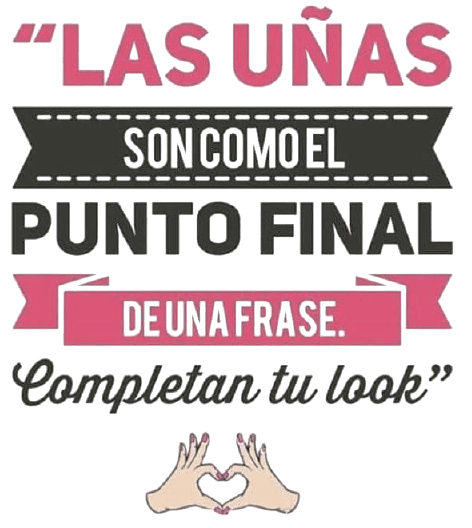 “LAS UÑAS
SON COMO EL
PUNTO FINAL
DE UNA FRASE.
Completan tu look”